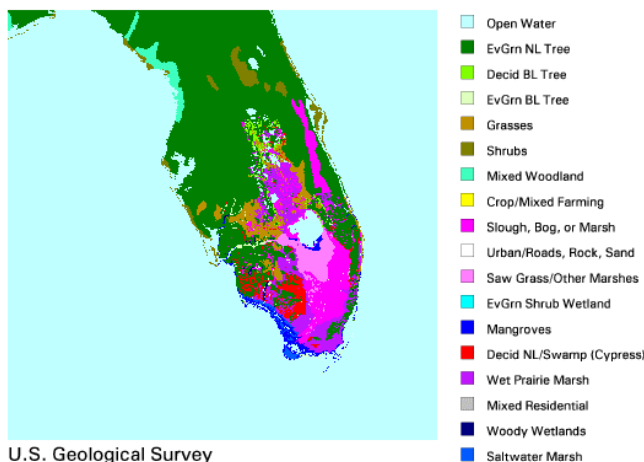 Open Water
EvGrn NL Tree
Decid BL Tree
EvGrn BL Tree
Grasses
Shrubs
Mixed Woodland
Crop/Mixed Farming
Slough, Bog, or Marsh
Urban/Roads, Rock, Sand
Saw Grass/Other Marshes
EvGrn Shrub Wetland
Mangroves
Decid NL/Swamp (Cypress)
Wet Prairie Marsh
Mixed Residential
Woody Wetlands
Saltwater Marsh
U.S. Geological Survey